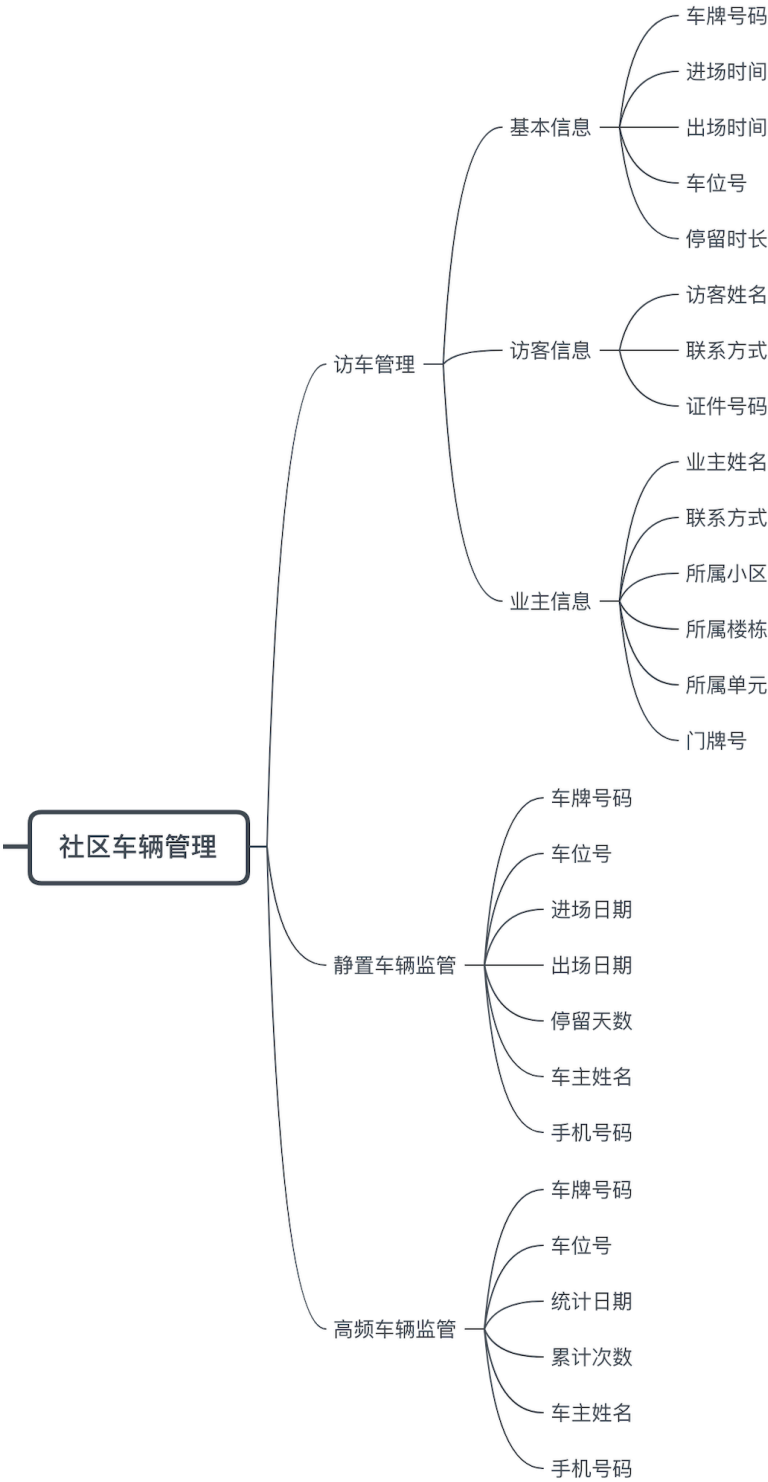 社区车辆管理
访车管理
基本信息
车牌号码
进场时间
出场时间
车位号
停留时长
访客信息
访客姓名
联系方式
证件号码
业主信息
业主姓名
联系方式
所属小区
所属楼栋
所属单元
门牌号
静置车辆监管
车牌号码
车位号
进场日期
出场日期
停留天数
车主姓名
手机号码
高频车辆监管
车牌号码
车位号
统计日期
累计次数
车主姓名
手机号码